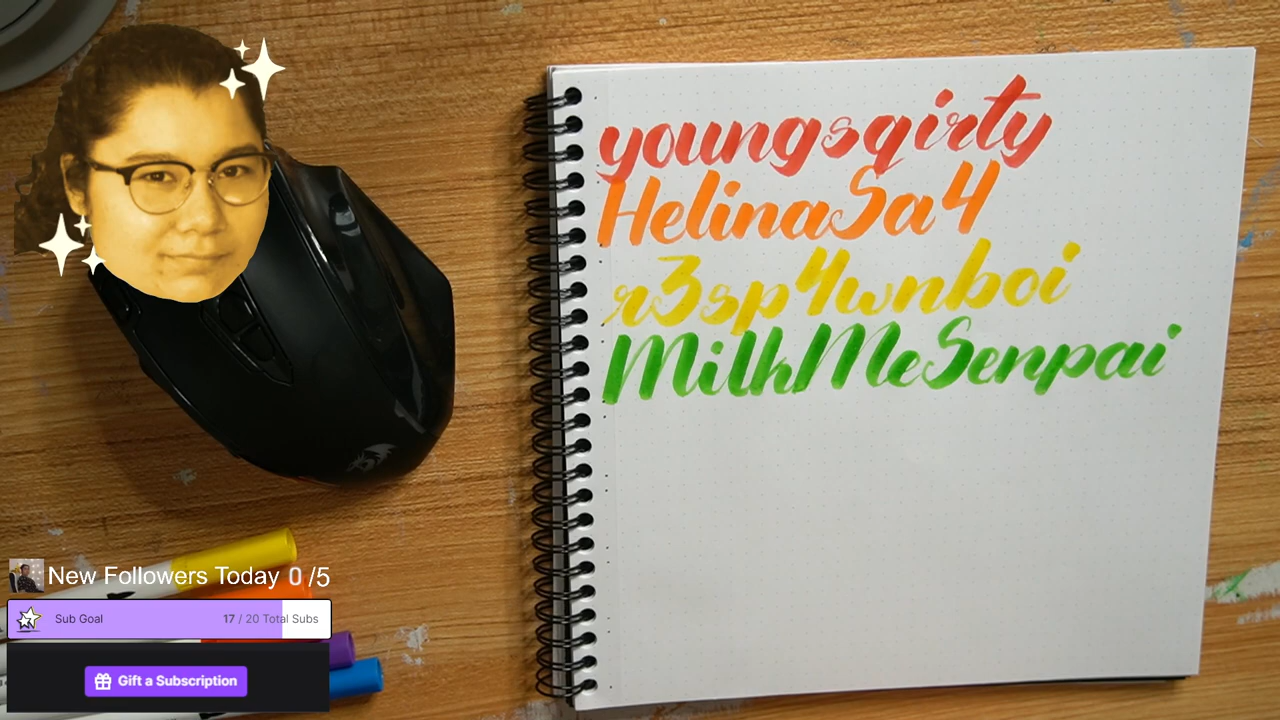 youngsqirty
HelinaSa4
r3sp4wnboi
MilkMeSenpai
New Followers Today 0 /5
Sub Goal 17 / 20 Total Subs
Gift a Subscription